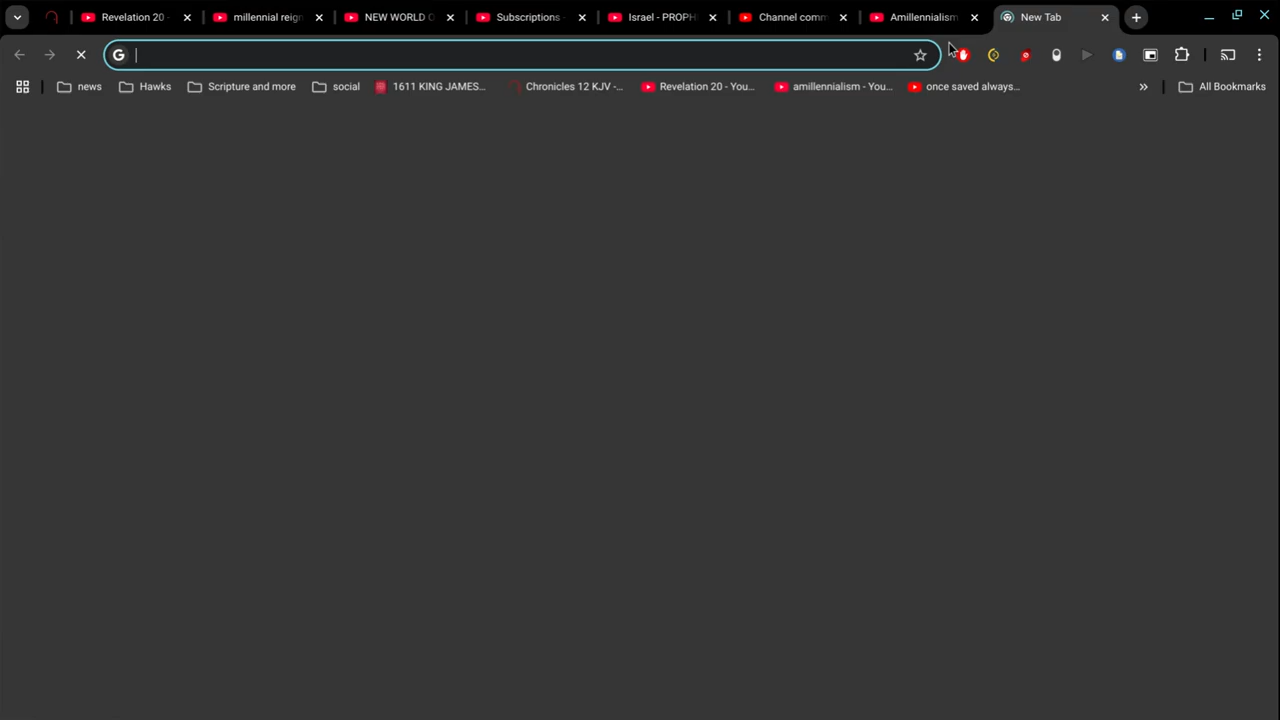 Revelation 20 - millennial reign NEW WORLD O Subscriptions - Israel - PROPH Channel comm Amillennialism New Tab
G
news Hawks Scripture and more social 1611 KING JAMES... Chronicles 12 KJV -... Revelation 20 - You... amillennialism - You... once saved always... » All Bookmarks